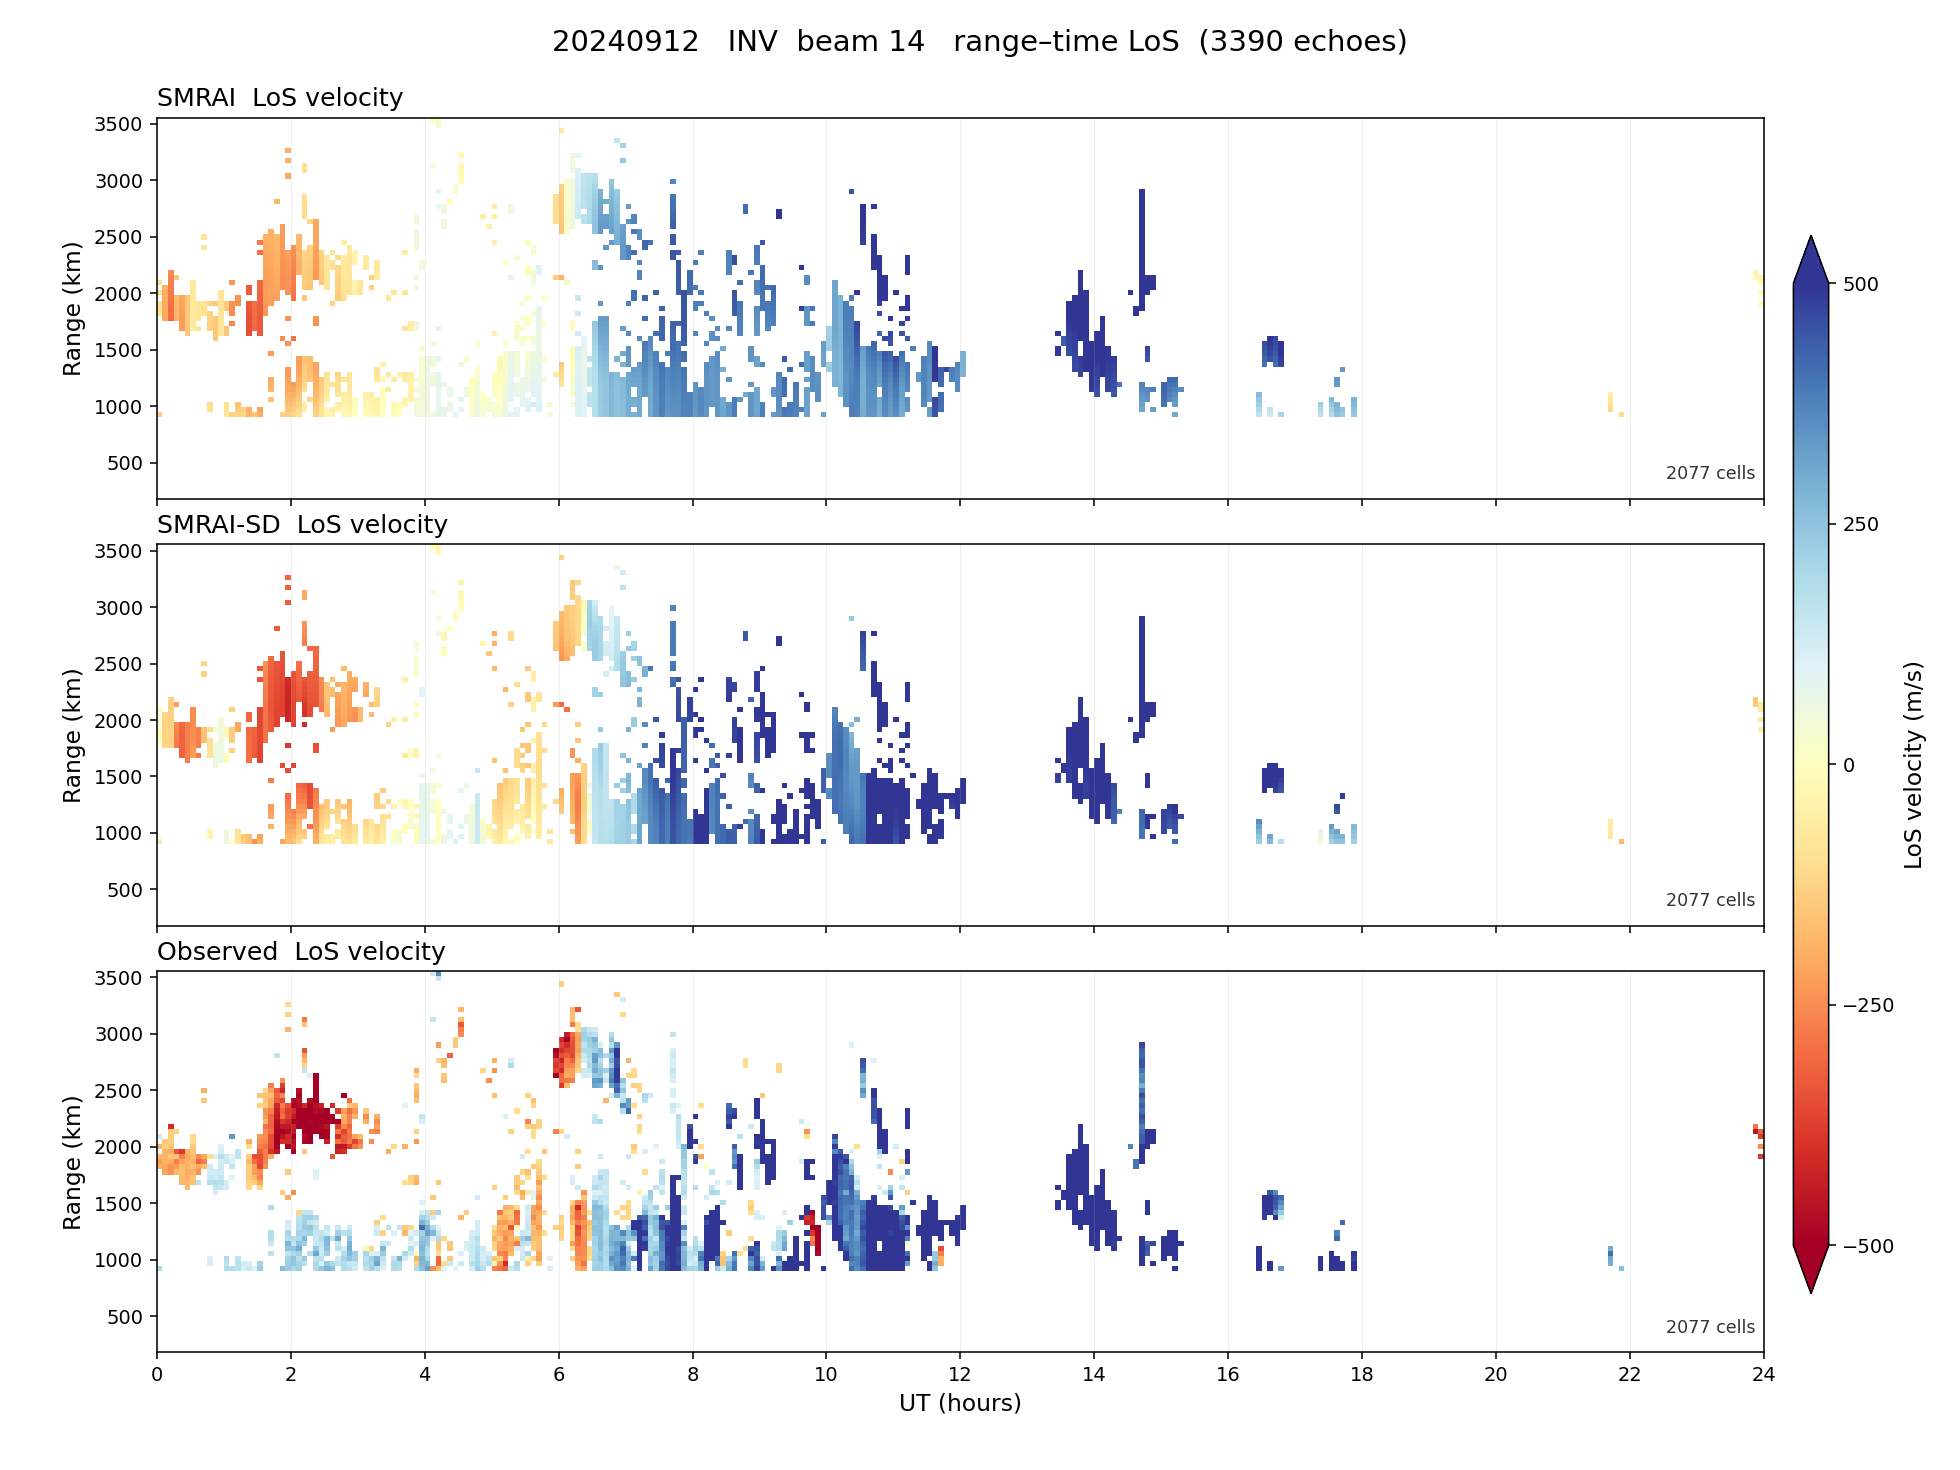 20240912   INV  beam 14   range–time LoS  (3390 echoes)
SMRAI  LoS velocity
3500
3000
2500
2000
1500
1000
500
Range (km)
2077 cells
SMRAI-SD  LoS velocity
3500
3000
2500
2000
1500
1000
500
Range (km)
2077 cells
Observed  LoS velocity
3500
3000
2500
2000
1500
1000
500
Range (km)
2077 cells
0 2 4 6 8 10 12 14 16 18 20 22 24
UT (hours)
500
250
0
−250
−500
LoS velocity (m/s)